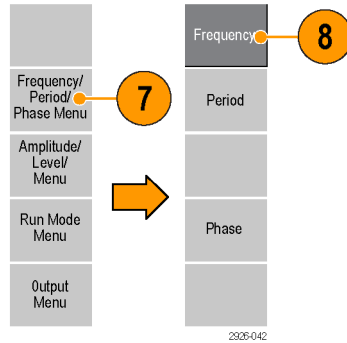 Frequency/
Period/
Phase Menu
7
Amplitude/
Level/
Menu
Run Mode
Menu
Output
Menu
Frequency
8
Period
Phase
2926-042